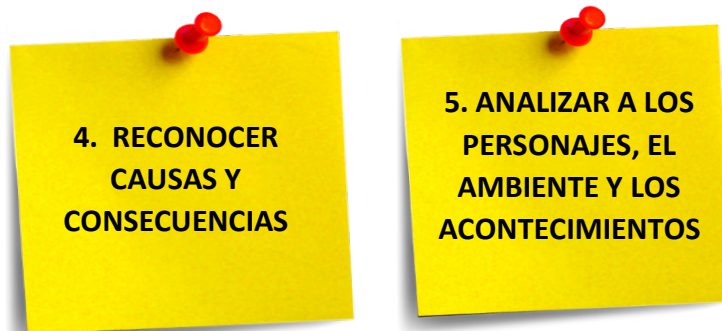 4. RECONOCER
CAUSAS Y
CONSECUENCIAS
5. ANALIZAR A LOS
PERSONAJES, EL
AMBIENTE Y LOS
ACONTECIMIENTOS